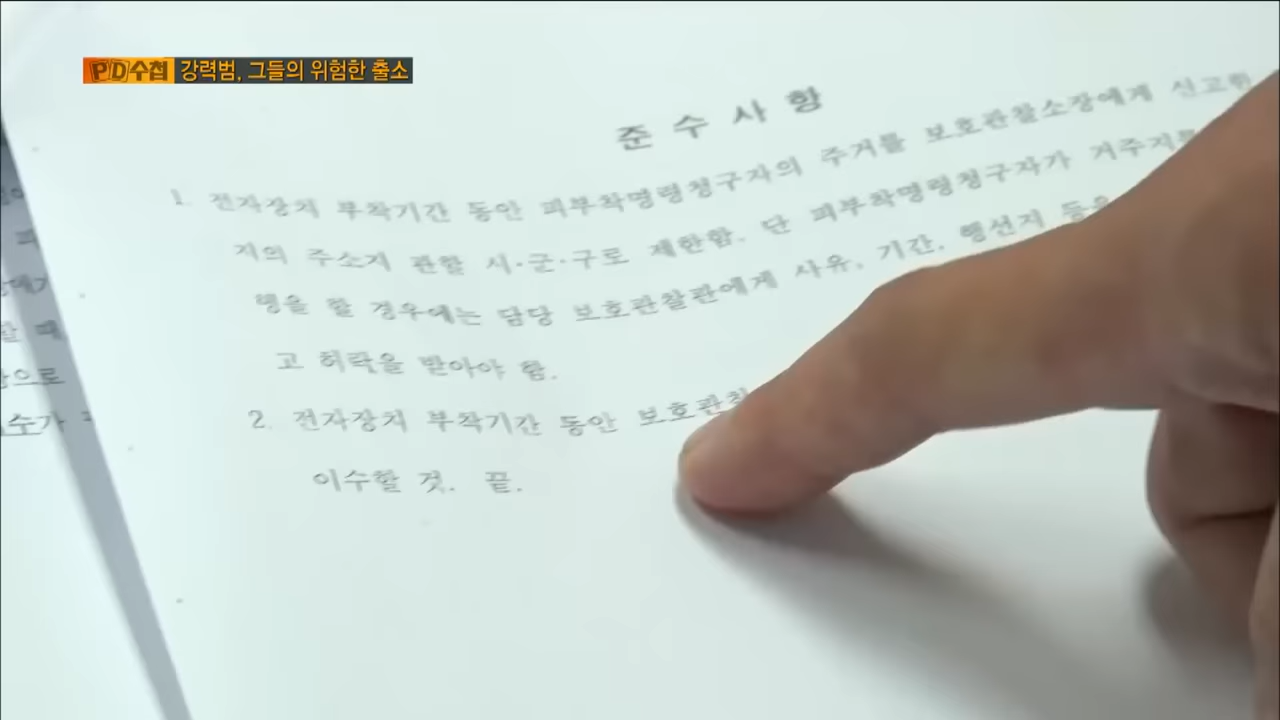 PD수첩 강력범, 그들의 위험한 출소
준수사항
1. 전자장치 부착기간 동안 피부착명령청구자의 주거를 보호관찰소장에게 신고한
지의 주소지 관할 시·군·구로 제한함. 단 피부착명령청구자가 거주지를
행을 할 경우에는 담당 보호관찰관에게 사유, 기간, 행선지 등을
고 허락을 받아야 함.
2. 전자장치 부착기간 동안 보호관찰
이수할 것. 끝.